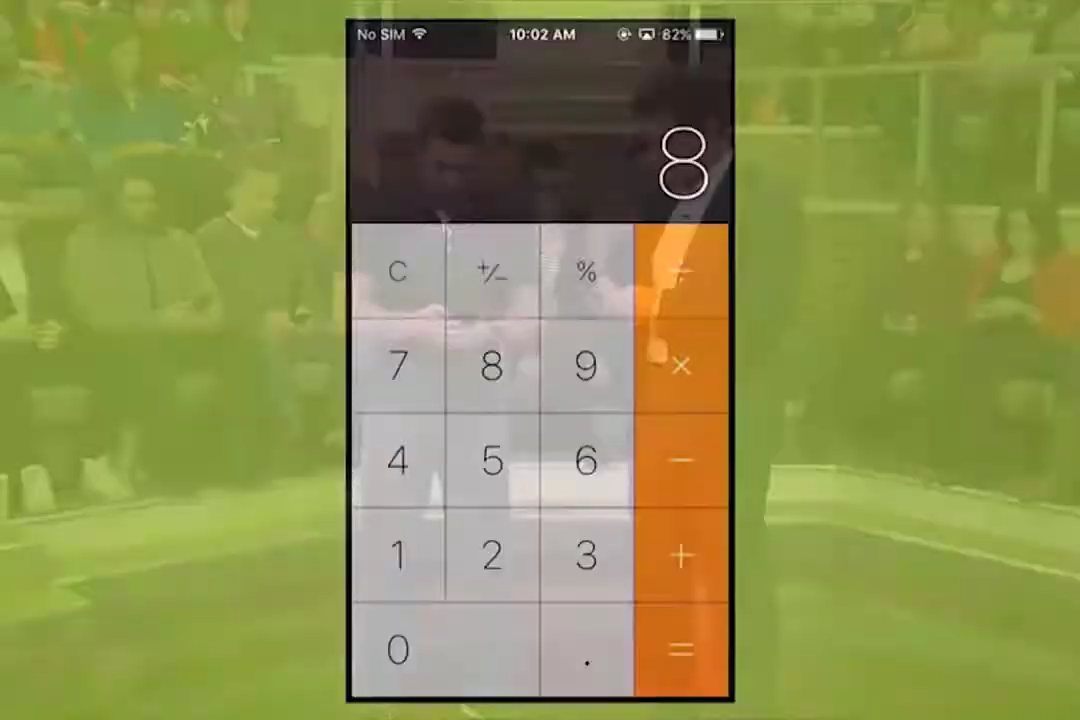 No SIM 10:02 AM 82%
8
C +/− % ÷
7 8 9 ×
4 5 6 −
1 2 3 +
0 . =